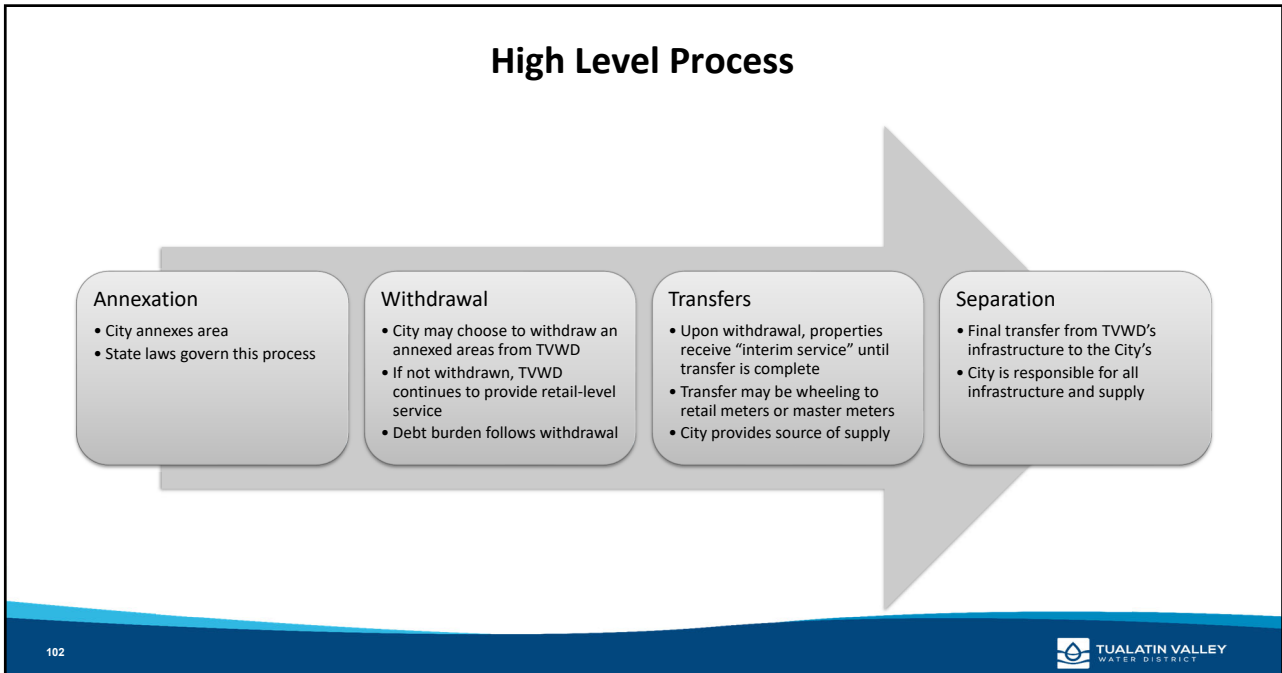 High Level Process
Annexation
• City annexes area
• State laws govern this process
Withdrawal
• City may choose to withdraw an
annexed areas from TVWD
• If not withdrawn, TVWD
continues to provide retail-level
service
• Debt burden follows withdrawal
Transfers
• Upon withdrawal, properties
receive “interim service” until
transfer is complete
• Transfer may be wheeling to
retail meters or master meters
• City provides source of supply
Separation
• Final transfer from TVWD’s
infrastructure to the City’s
• City is responsible for all
infrastructure and supply
102
TUALATIN VALLEY
WATER DISTRICT